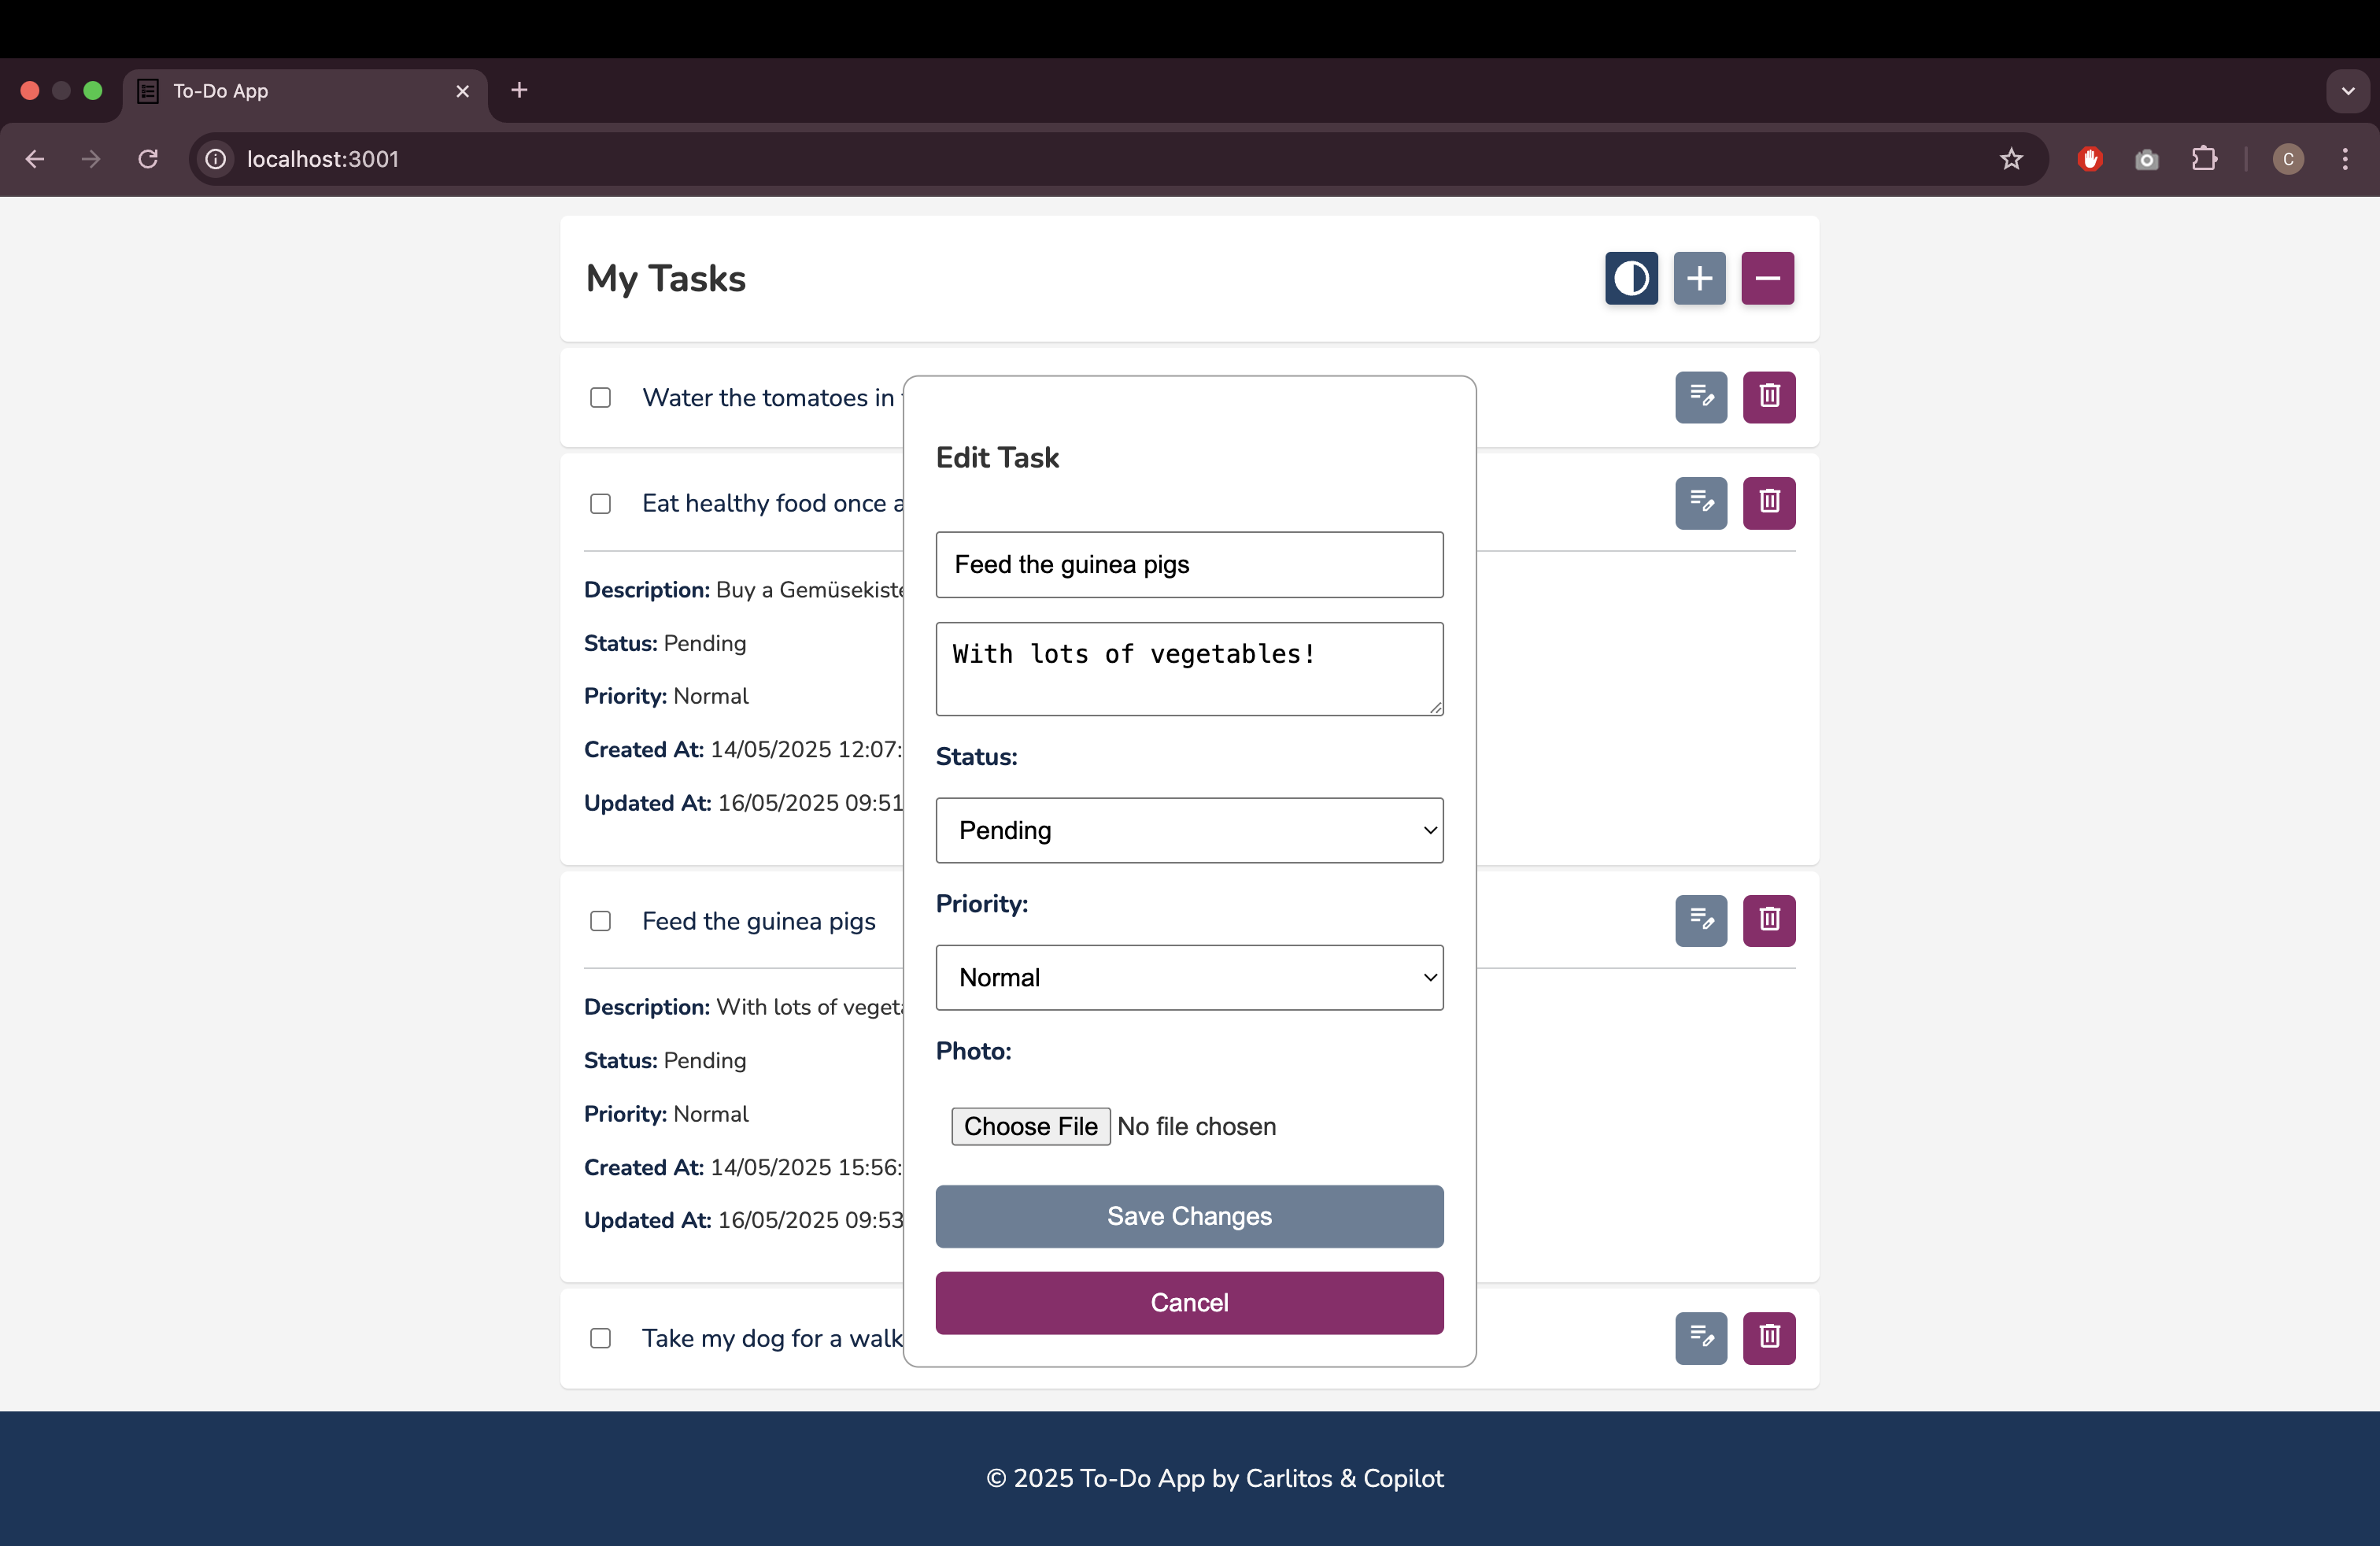 To-Do App
localhost:3001
C
My Tasks
Water the tomatoes in
Eat healthy food once
Description: Buy a Gemüsekiste
Status: Pending
Priority: Normal
Created At: 14/05/2025 12:07:
Updated At: 16/05/2025 09:51
Feed the guinea pigs
Description: With lots of
Status: Pending
Priority: Normal
Created At: 14/05/2025 15:56:
Updated At: 16/05/2025 09:53
Take my dog for a walk
Edit Task
Feed the guinea pigs
With lots of vegetables!
Status:
Pending
Priority:
Normal
Photo:
Choose File No file chosen
Save Changes
Cancel
© 2025 To-Do App by Carlitos & Copilot